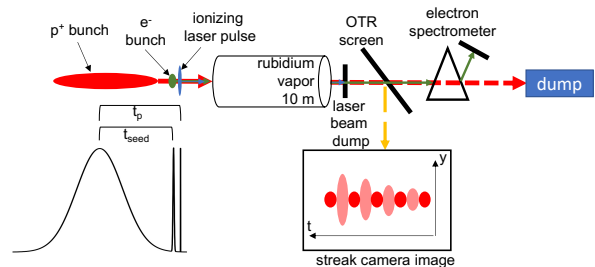 p⁺ bunch
e⁻
bunch
ionizing
laser pulse
OTR
screen
electron
spectrometer
rubidium
vapor
10 m
dump
laser
beam
dump
tₚ
t_seed
y
t
streak camera image